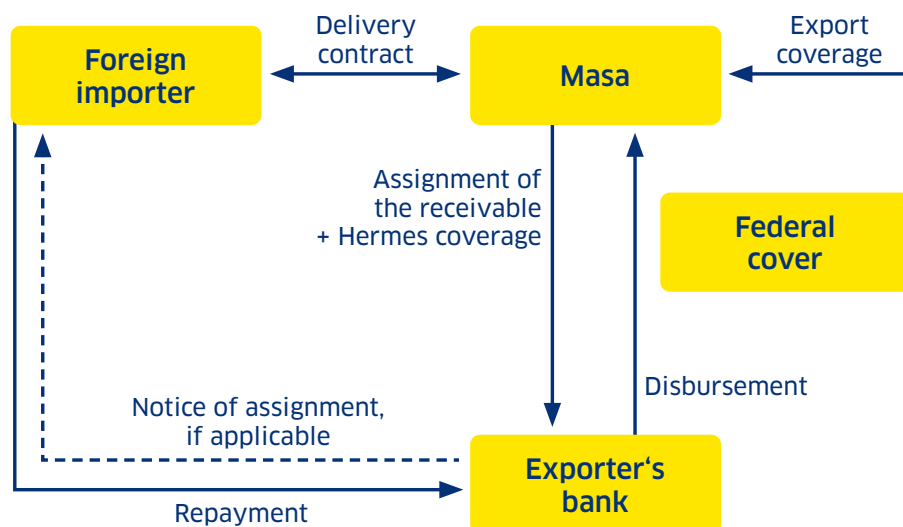 Delivery
contract
Export
coverage
Foreign
importer
Masa
Assignment of
the receivable
+ Hermes coverage
Federal
cover
Disbursement
Notice of assignment,
if applicable
Exporter‘s
bank
Repayment